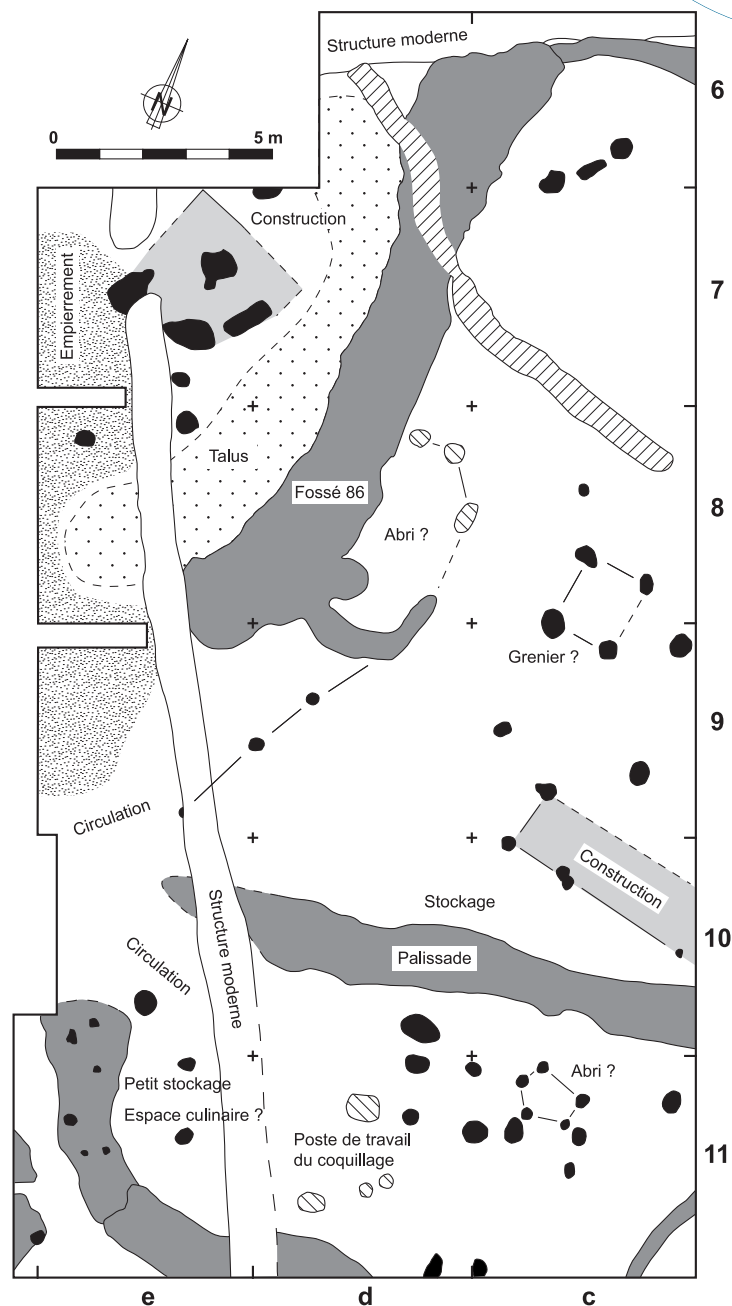 Structure moderne
6
N
0 5 m
Construction
Empierrement
7
Talus
Fossé 86
8
Abri ?
Grenier ?
9
Circulation
Construction
Stockage
Structure moderne
Palissade
10
Circulation
Abri ?
Petit stockage
Espace culinaire ?
Poste de travail
du coquillage
11
e d c